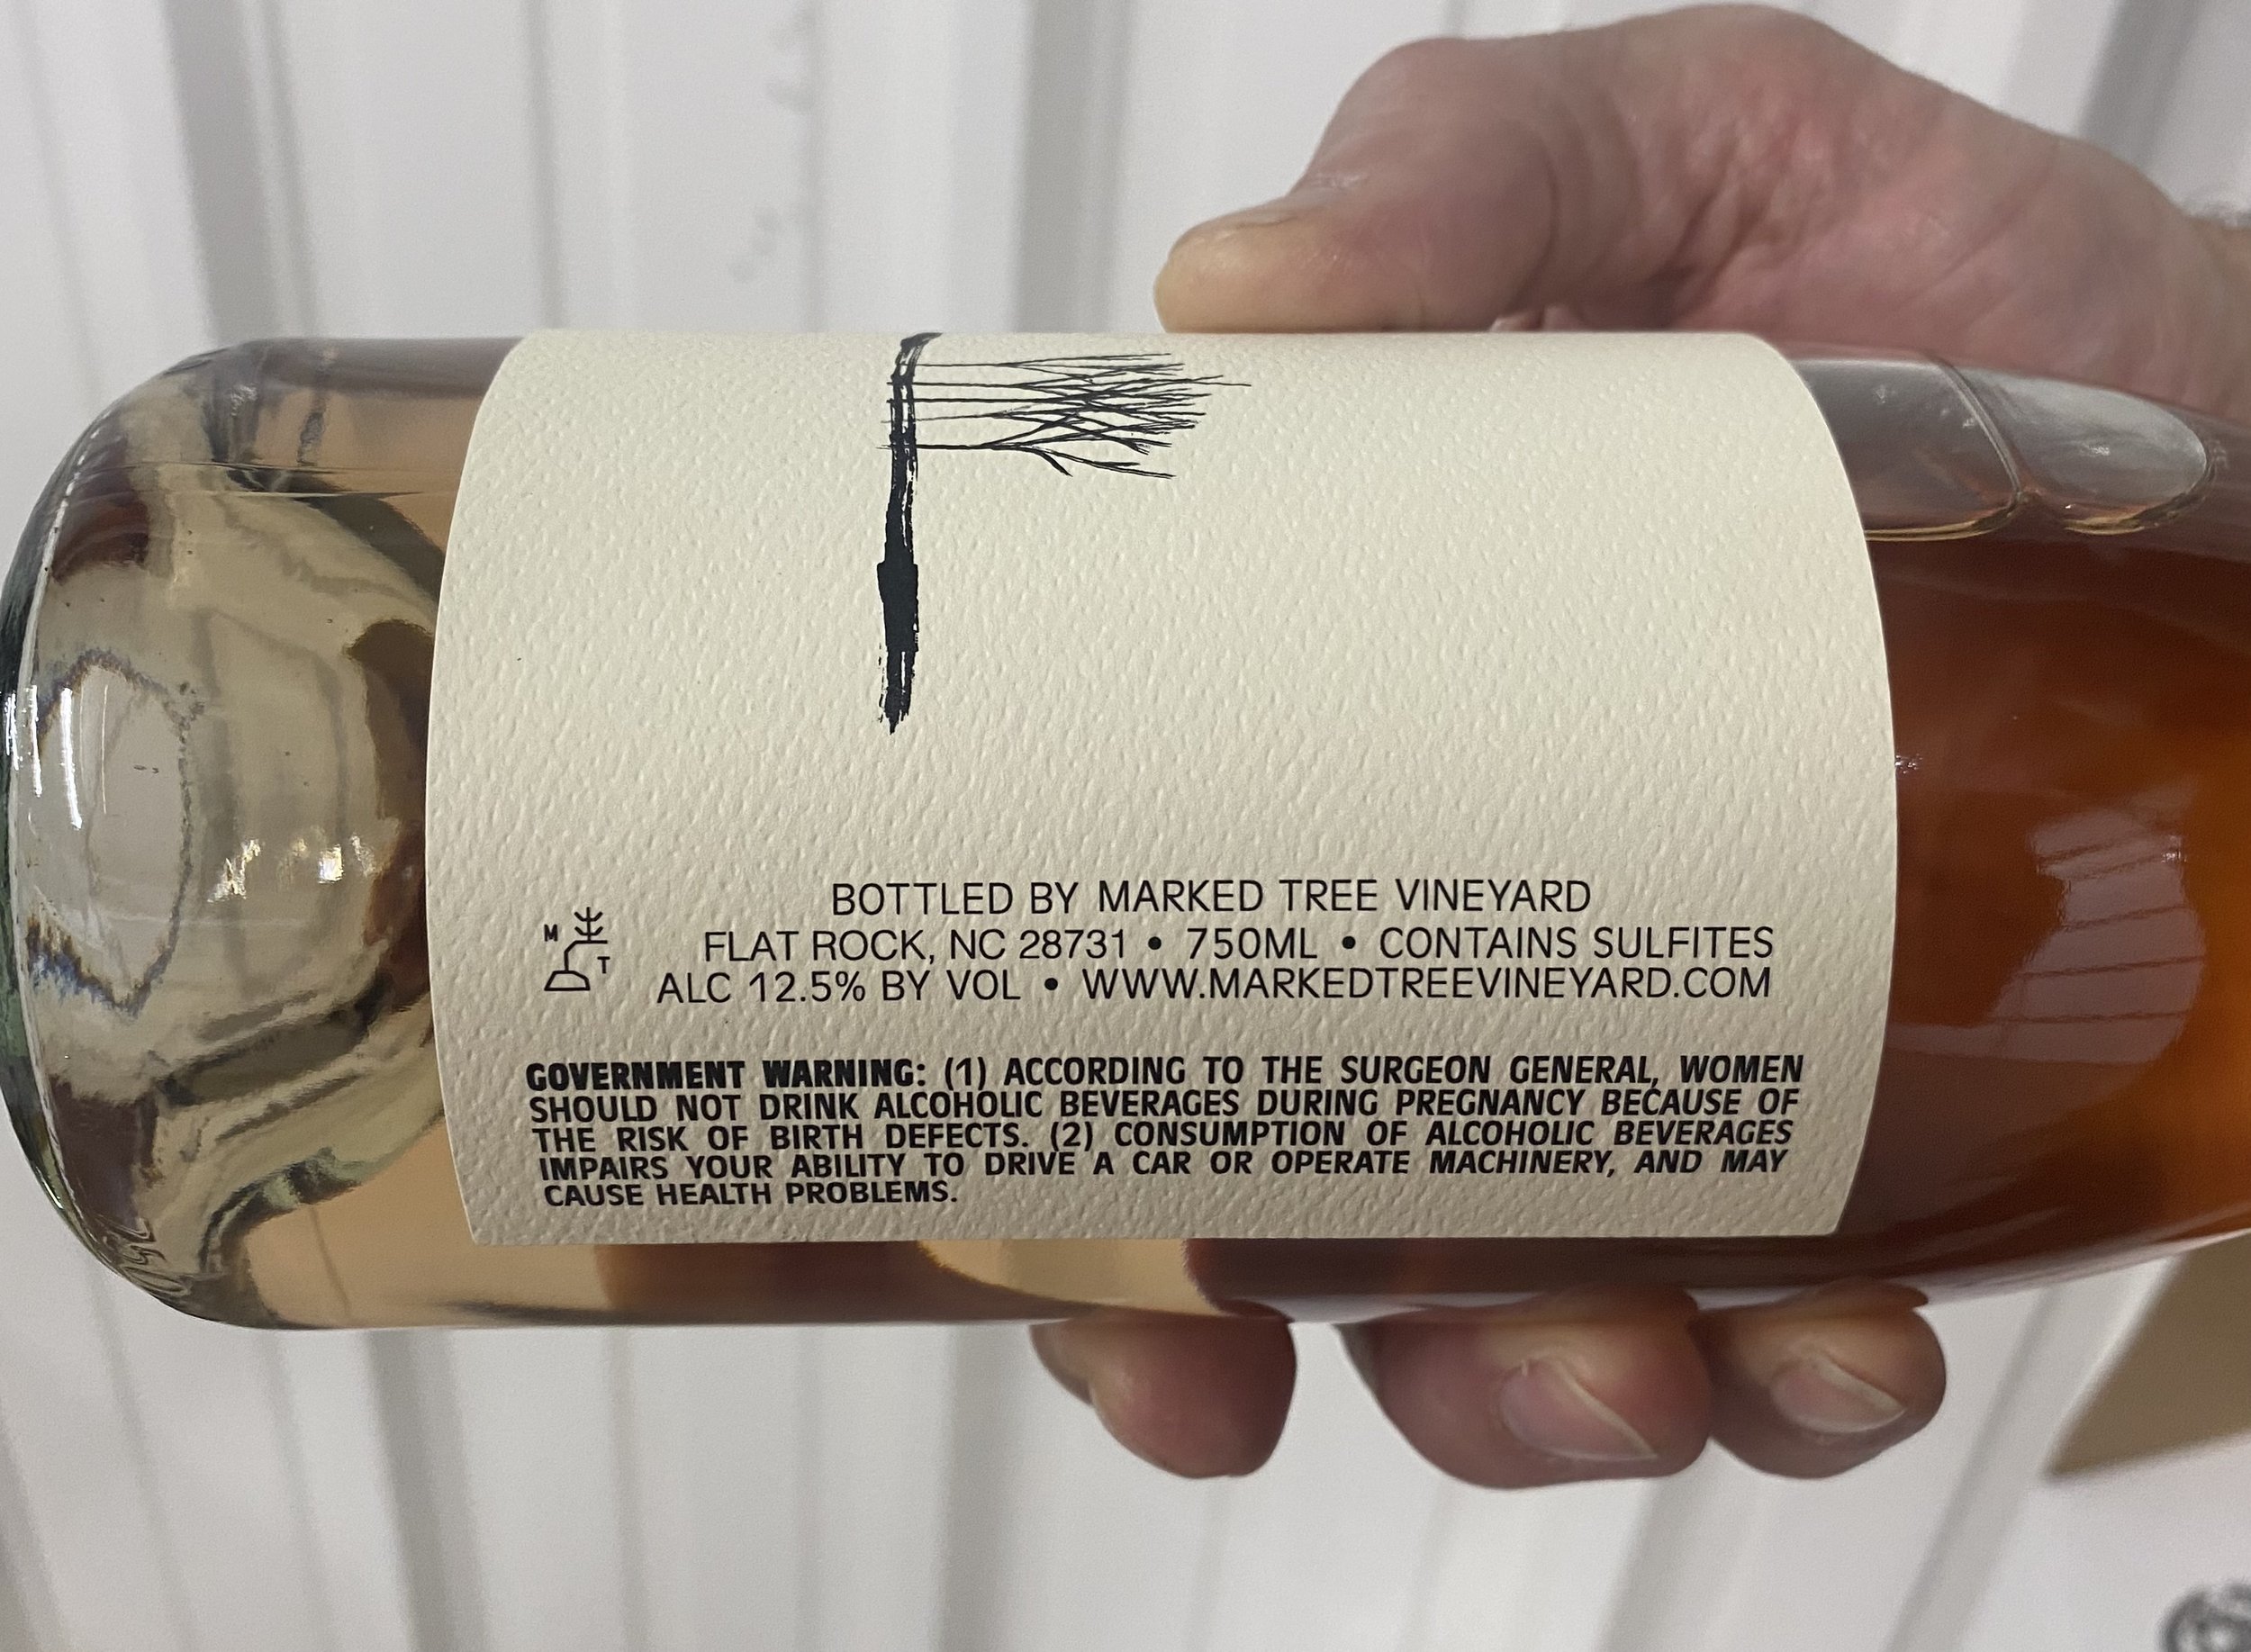 BOTTLED BY MARKED TREE VINEYARD
M T
FLAT ROCK, NC 28731 • 750ML • CONTAINS SULFITES
ALC 12.5% BY VOL • WWW.MARKEDTREEVINEYARD.COM
GOVERNMENT WARNING: (1) ACCORDING TO THE SURGEON GENERAL, WOMEN
SHOULD NOT DRINK ALCOHOLIC BEVERAGES DURING PREGNANCY BECAUSE OF
THE RISK OF BIRTH DEFECTS. (2) CONSUMPTION OF ALCOHOLIC BEVERAGES
IMPAIRS YOUR ABILITY TO DRIVE A CAR OR OPERATE MACHINERY, AND MAY
CAUSE HEALTH PROBLEMS.